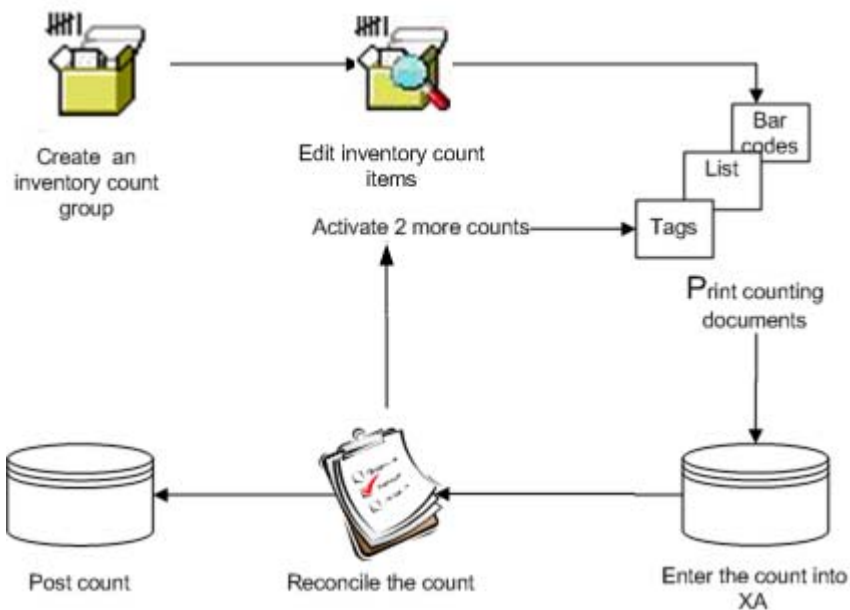 Create an
inventory count
group
Edit inventory count
items
Bar
codes
List
Tags
Activate 2 more counts
Print counting
documents
Post count
Reconcile the count
Enter the count into
XA